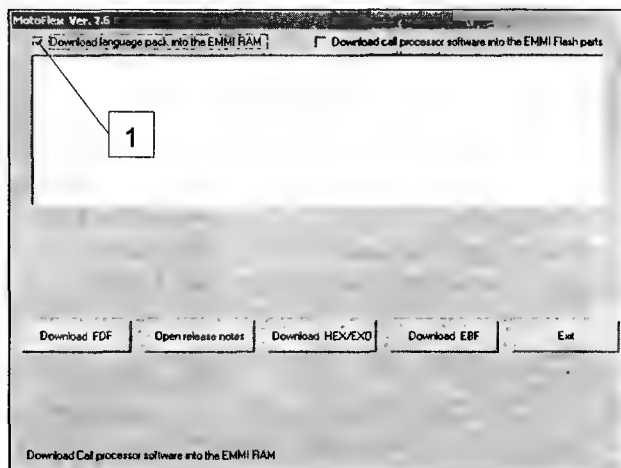 MotoFlex Ver. 2.6
Download language pack into the EMMI RAM
Download call processor software into the EMMI Flash parts
1
Download FDF
Open release notes
Download HEX/EXO
Download EBF
Exit
Download Call processor software into the EMMI RAM